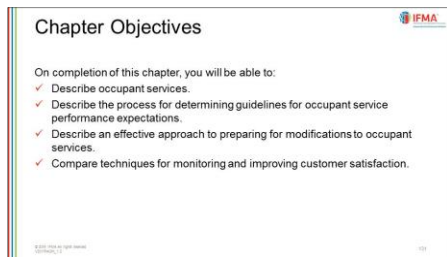 Chapter Objectives
IFMA
On completion of this chapter, you will be able to:
✓ Describe occupant services.
✓ Describe the process for determining guidelines for occupant service
performance expectations.
✓ Describe an effective approach to preparing for modifications to occupant
services.
✓ Compare techniques for monitoring and improving customer satisfaction.